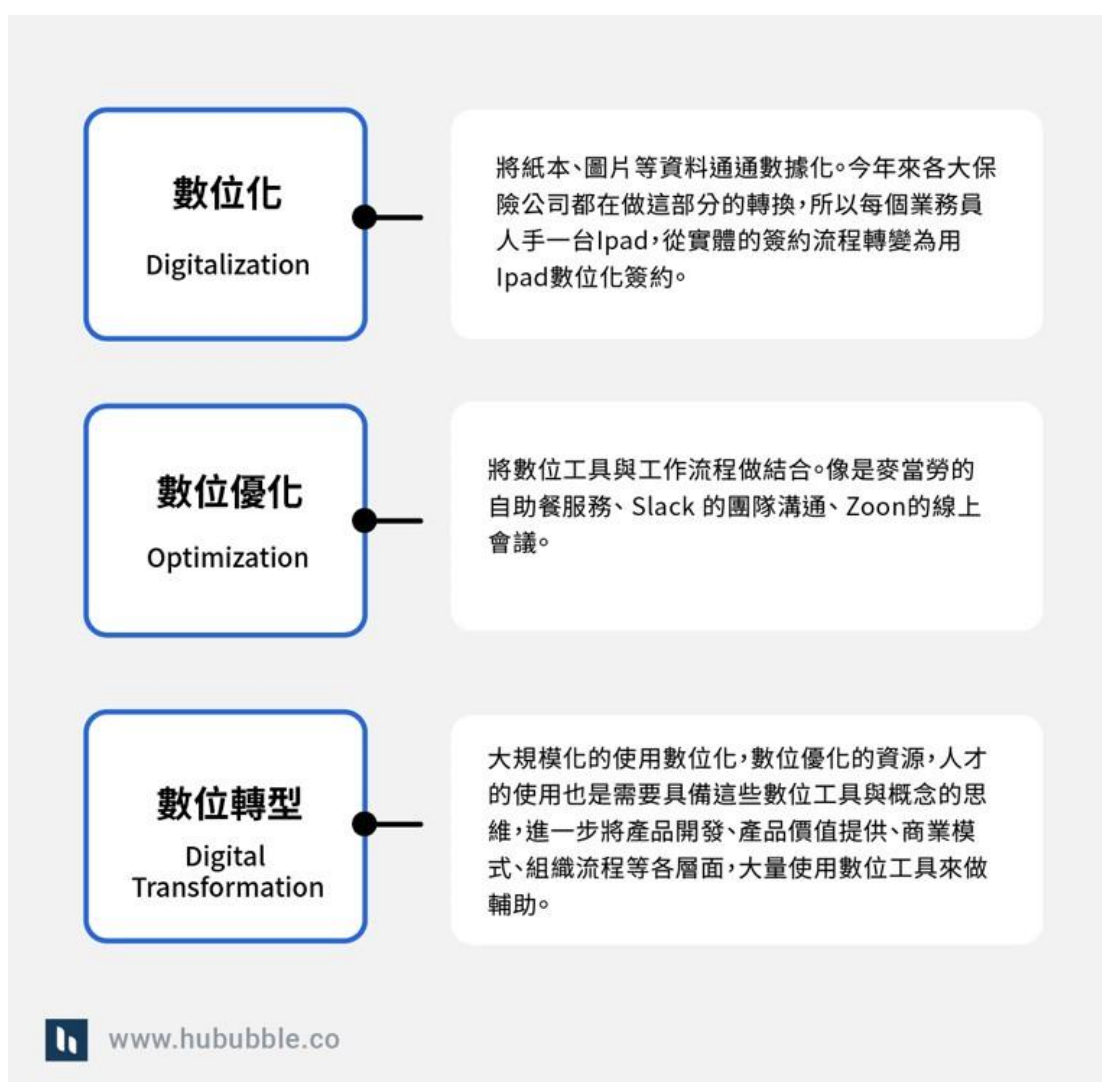 數位化
Digitalization
將紙本、圖片等資料通通數據化。今年來各大保
險公司都在做這部分的轉換,所以每個業務員
人手一台Ipad,從實體的簽約流程轉變為用
Ipad數位化簽約。
數位優化
Optimization
將數位工具與工作流程做結合。像是麥當勞的
自助餐服務、Slack 的團隊溝通、Zoon的線上
會議。
數位轉型
Digital
Transformation
大規模化的使用數位化,數位優化的資源,人才
的使用也是需要具備這些數位工具與概念的思
維,進一步將產品開發、產品價值提供、商業模
式、組織流程等各層面,大量使用數位工具來做
輔助。
www.hububble.co